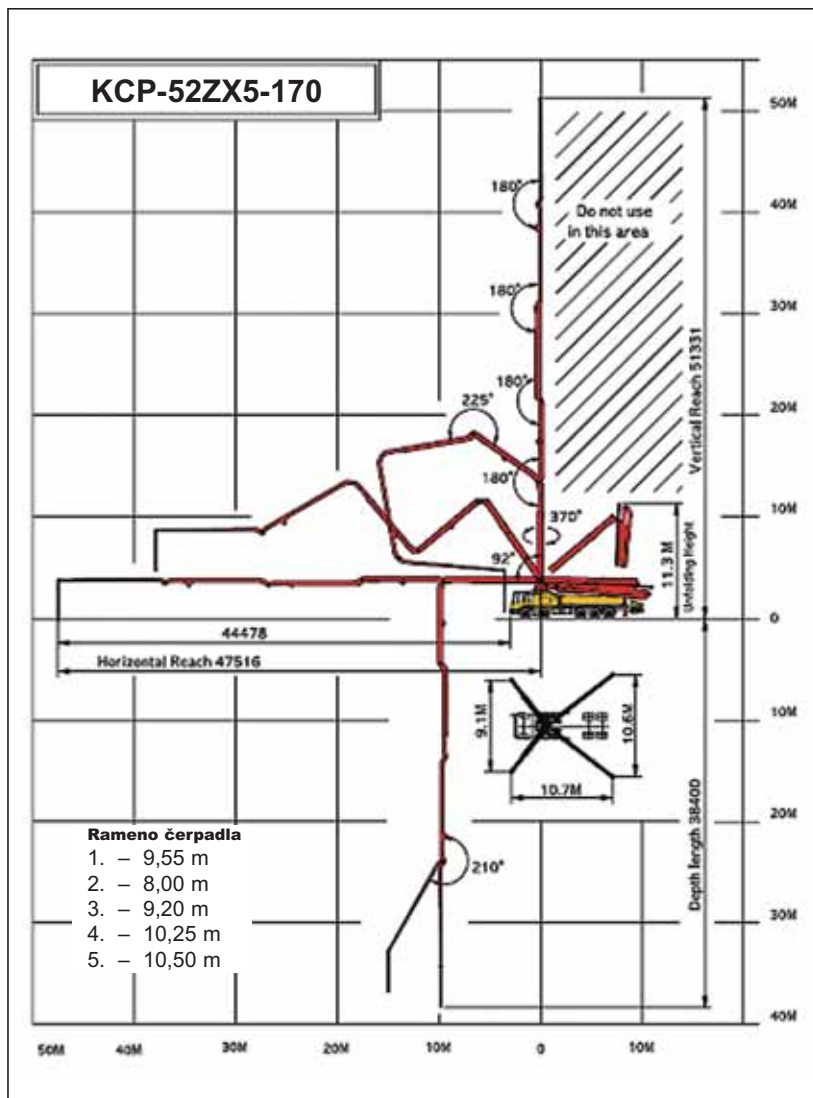 KCP-52ZX5-170
50M
180°
40M
Do not use
in this area
180°
30M
Vertical Reach 51331
180°
225°
20M
180°
370°
10M
11.3 M
Unfolding Height
92°
0
44478
Horizontal Reach 47516
10M
9.1M
10.6M
10.7M
20M
Depth length 38400
Rameno čerpadla
1. – 9,55 m
2. – 8,00 m
3. – 9,20 m
4. – 10,25 m
5. – 10,50 m
210°
30M
40M
50M 40M 30M 20M 10M 0 10M